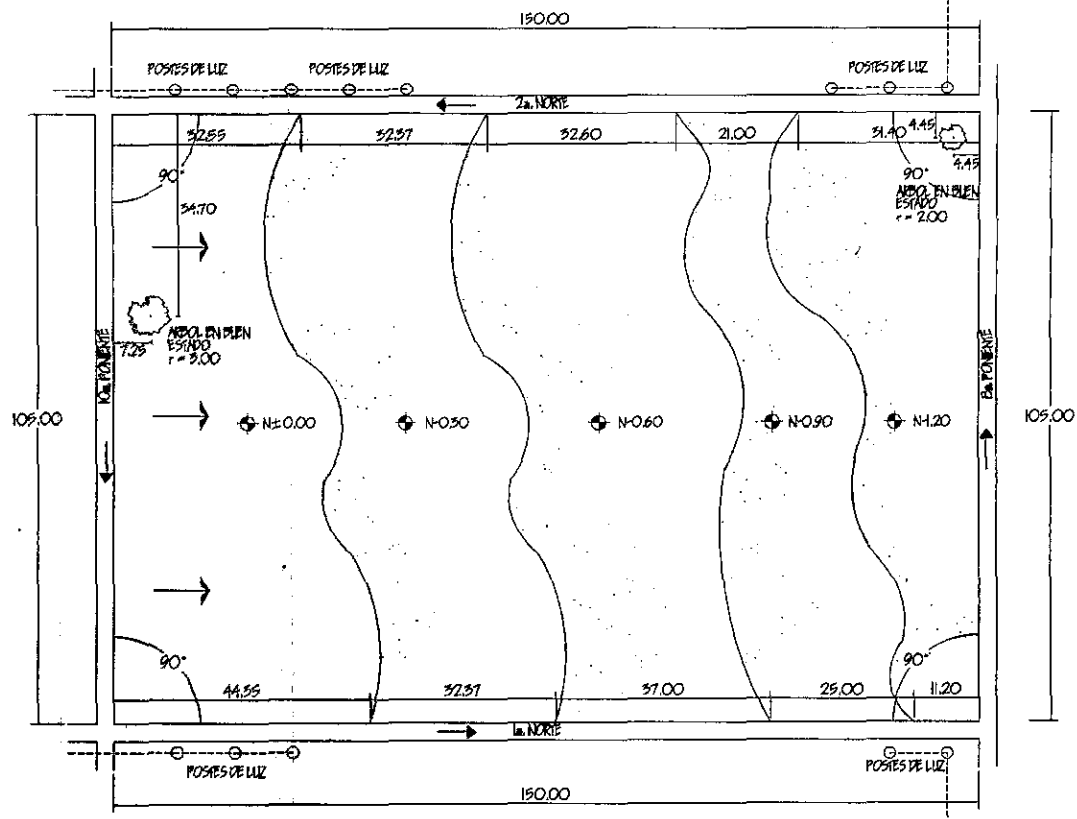 150.00
POSTES DE LUZ
POSTES DE LUZ
POSTES DE LUZ
2a. NORTE
32.55
32.37
32.60
21.00
31.40
4.45
4.45
90°
90°
ARBOL EN BUEN
ESTADO
r = 2.00
34.70
ARBOL EN BUEN
ESTADO
r = 3.00
7.25
10a. PONIENTE
8a. PONIENTE
105.00
105.00
N±0.00
N-0.30
N-0.60
N-0.90
N-1.20
90°
90°
44.55
32.37
37.00
25.00
11.20
1a. NORTE
POSTES DE LUZ
POSTES DE LUZ
150.00